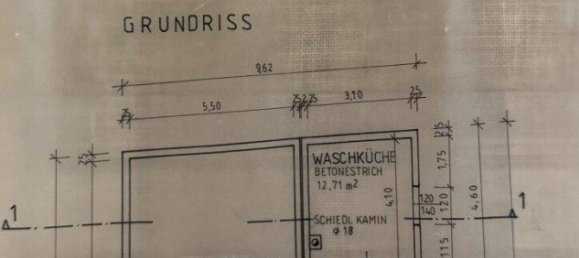 GRUNDRISS
9,62
25 5,50 25 2 25 3,10 25
25
25
WASCHKÜCHE
BETONESTRICH
12,71 m²
4,10
1,75
4,60
120
140
120
1
SCHIEDL KAMIN
φ 18
1
115